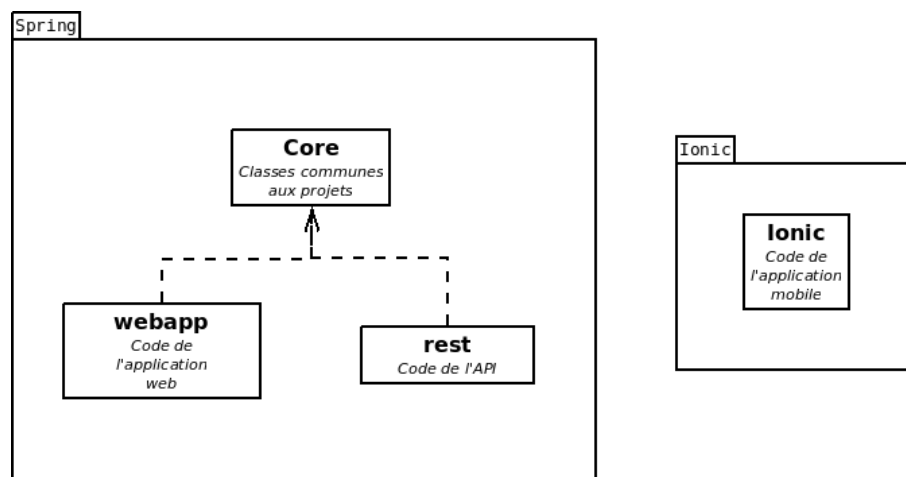 Spring
Core
Classes communes
aux projets
webapp
Code de
l'application
web
rest
Code de l'API
Ionic
Ionic
Code de
l'application
mobile